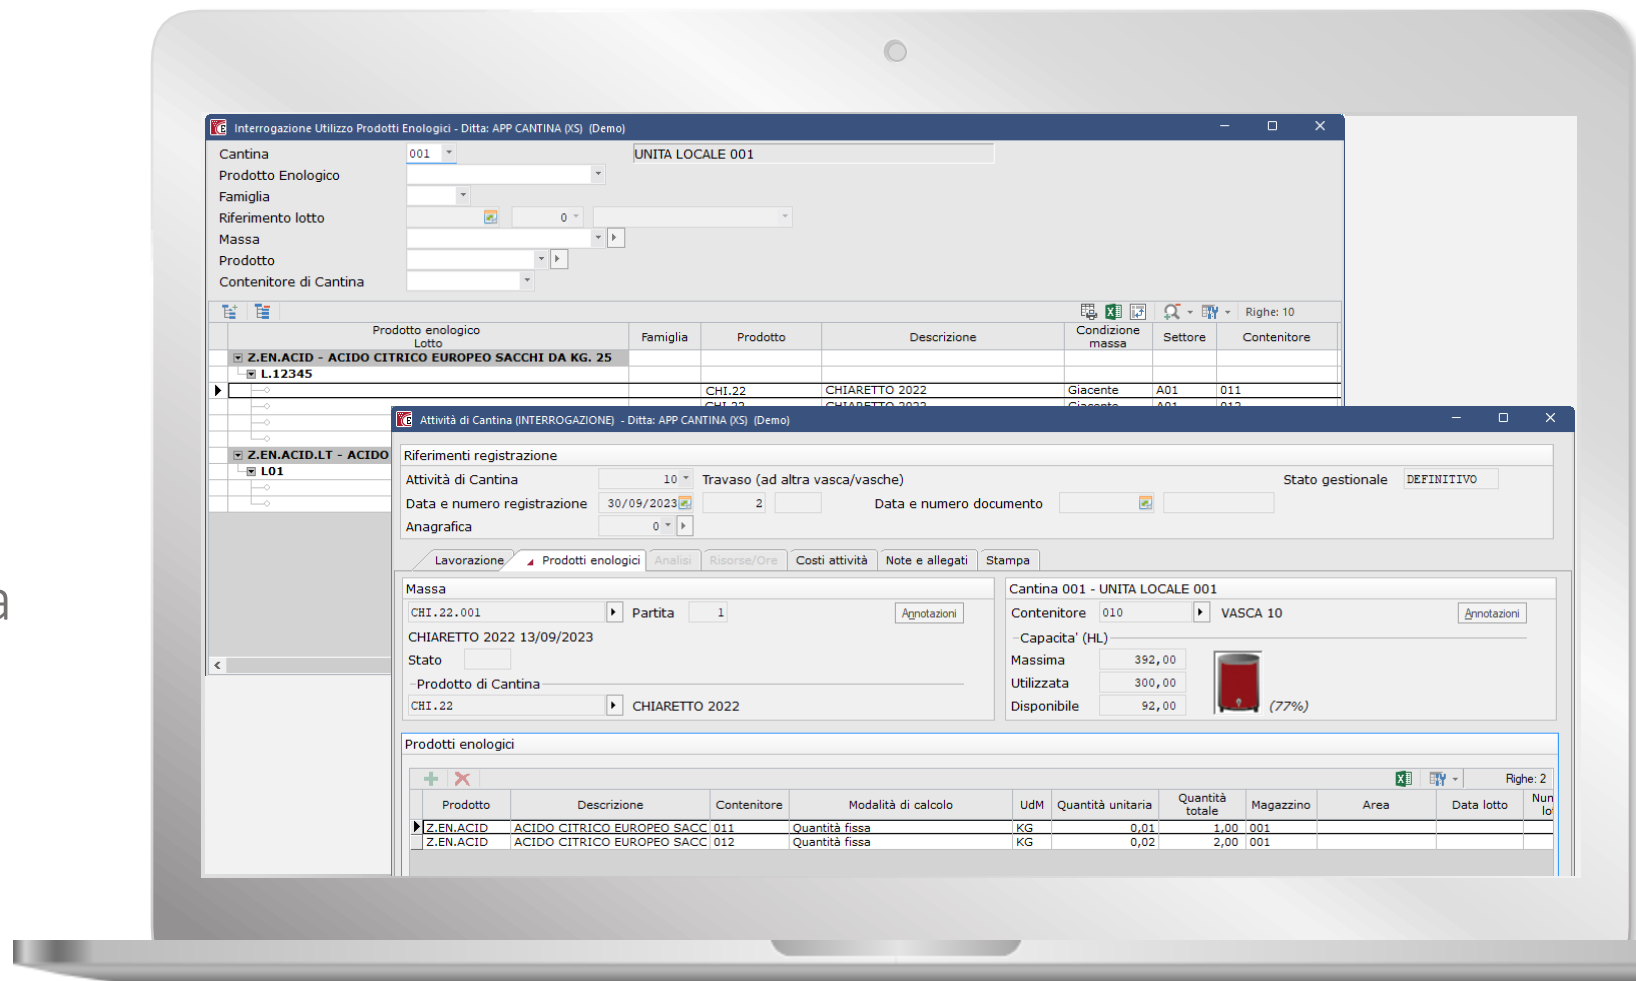 Interrogazione Utilizzo Prodotti Enologici - Ditta: APP CANTINA (XS) (Demo)
Cantina 001 UNITA LOCALE 001
Prodotto Enologico
Famiglia
Riferimento lotto 0
Massa
Prodotto
Contenitore di Cantina
Righe: 10
Prodotto enologico Lotto Famiglia Prodotto Descrizione Condizione massa Settore Contenitore
Z.EN.ACID - ACIDO CITRICO EUROPEO SACCHI DA KG. 25
L.12345
CHI.22 CHIARETTO 2022 Giacente A01 011
CHI.22 CHIARETTO 2022 Giacente A01 012
Z.EN.ACID.LT - ACIDO
L01
Attività di Cantina (INTERROGAZIONE) - Ditta: APP CANTINA (XS) (Demo)
Riferimenti registrazione
Attività di Cantina 10 Travaso (ad altra vasca/vasche) Stato gestionale DEFINITIVO
Data e numero registrazione 30/09/2023 2 Data e numero documento
Anagrafica 0
Lavorazione Prodotti enologici Analisi Risorse/Ore Costi attività Note e allegati Stampa
Massa
CHI.22.001 Partita 1 Annotazioni
CHIARETTO 2022 13/09/2023
Stato
Prodotto di Cantina
CHI.22 CHIARETTO 2022
Cantina 001 - UNITA LOCALE 001
Contenitore 010 VASCA 10 Annotazioni
Capacita' (HL)
Massima 392,00
Utilizzata 300,00
Disponibile 92,00 (77%)
Prodotti enologici
Righe: 2
Prodotto Descrizione Contenitore Modalità di calcolo UdM Quantità unitaria Quantità totale Magazzino Area Data lotto Nun lo
Z.EN.ACID ACIDO CITRICO EUROPEO SACC 011 Quantità fissa KG 0,01 1,00 001
Z.EN.ACID ACIDO CITRICO EUROPEO SACC 012 Quantità fissa KG 0,02 2,00 001
a